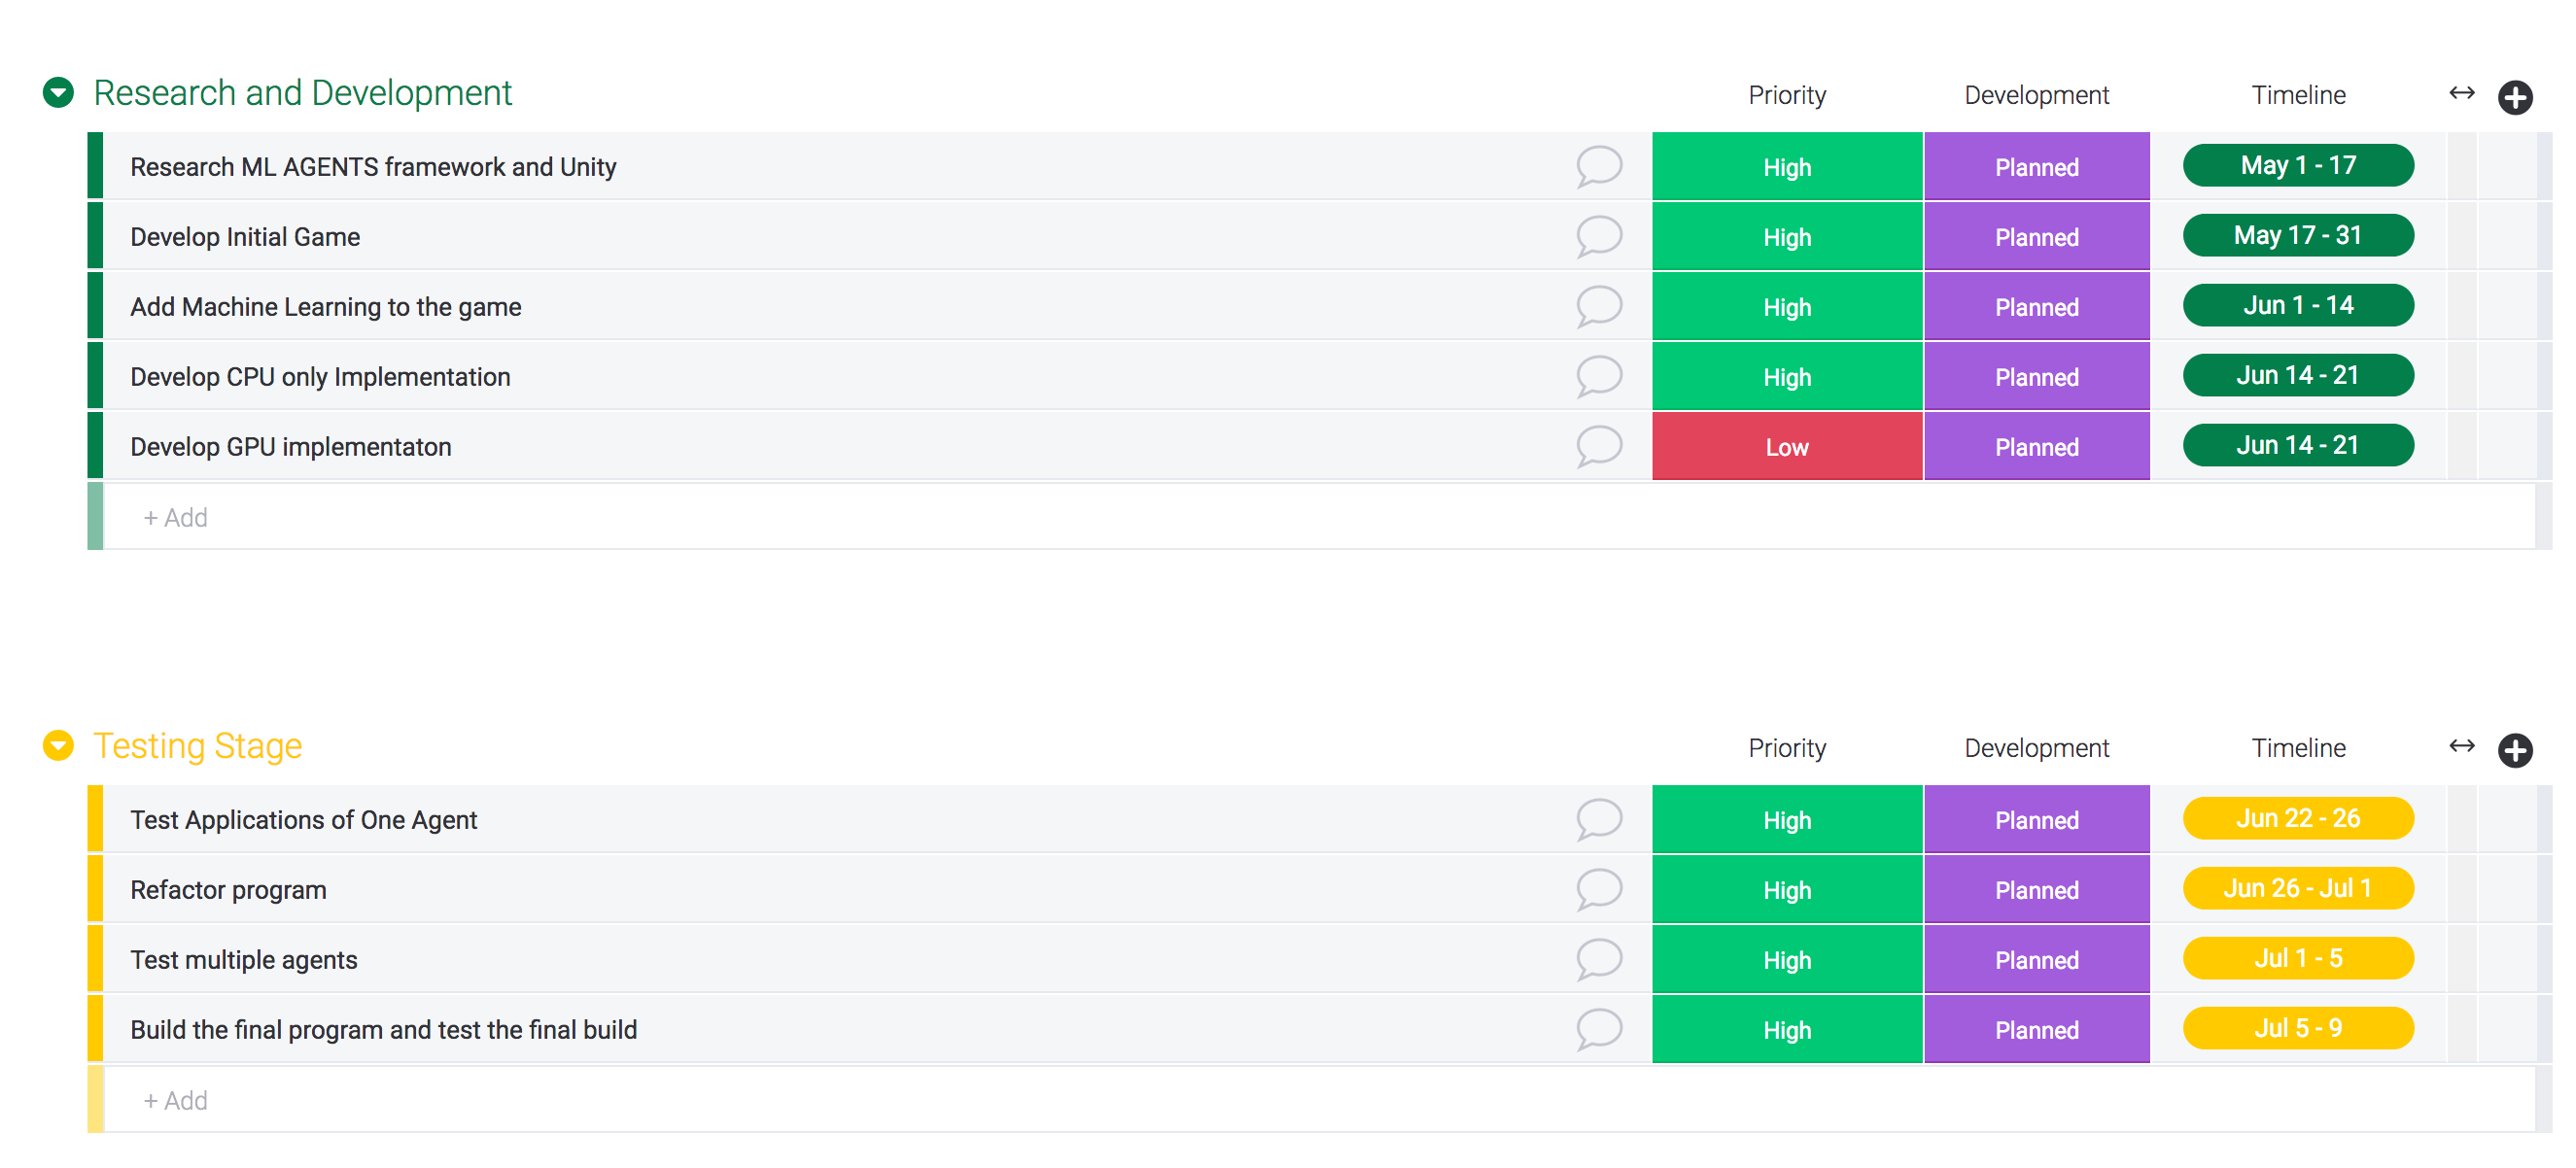 Research and Development Priority Development Timeline
Research ML AGENTS framework and Unity High Planned May 1 - 17
Develop Initial Game High Planned May 17 - 31
Add Machine Learning to the game High Planned Jun 1 - 14
Develop CPU only Implementation High Planned Jun 14 - 21
Develop GPU implementaton Low Planned Jun 14 - 21
+ Add
Testing Stage Priority Development Timeline
Test Applications of One Agent High Planned Jun 22 - 26
Refactor program High Planned Jun 26 - Jul 1
Test multiple agents High Planned Jul 1 - 5
Build the final program and test the final build High Planned Jul 5 - 9
+ Add